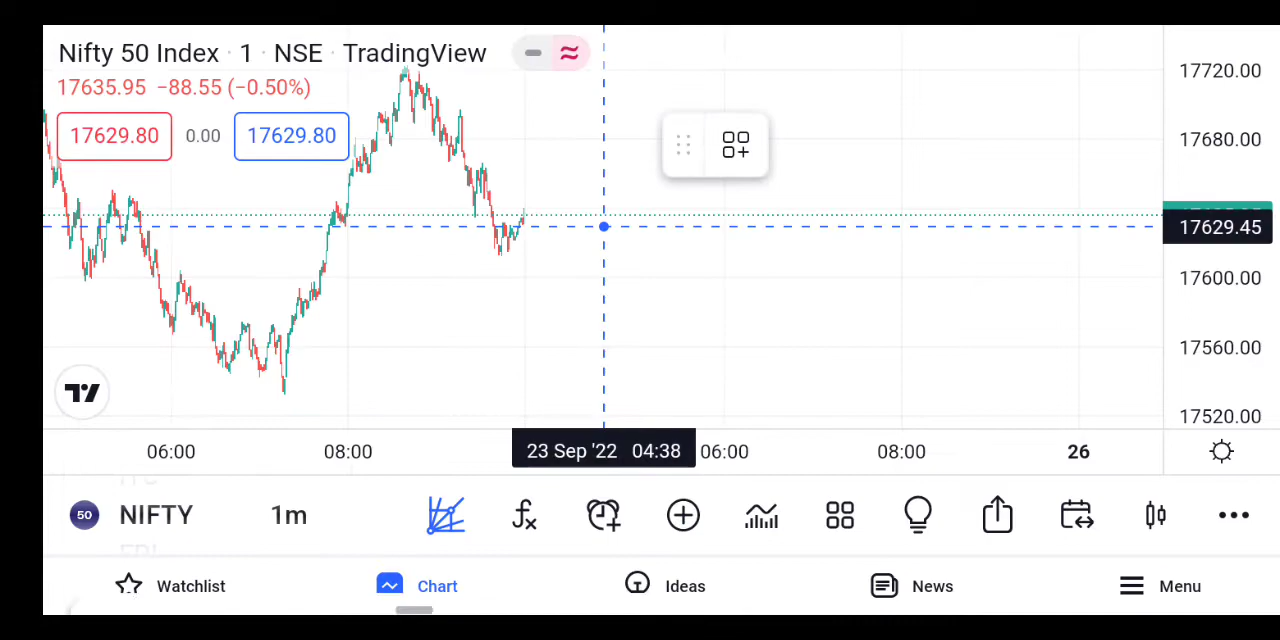 Nifty 50 Index · 1 · NSE · TradingView
17635.95 −88.55 (−0.50%)
17629.80 0.00 17629.80
17720.00
17680.00
17629.45
17600.00
17560.00
17520.00
06:00 08:00 23 Sep '22 04:38 06:00 08:00 26
50 NIFTY 1m
Watchlist Chart Ideas News Menu